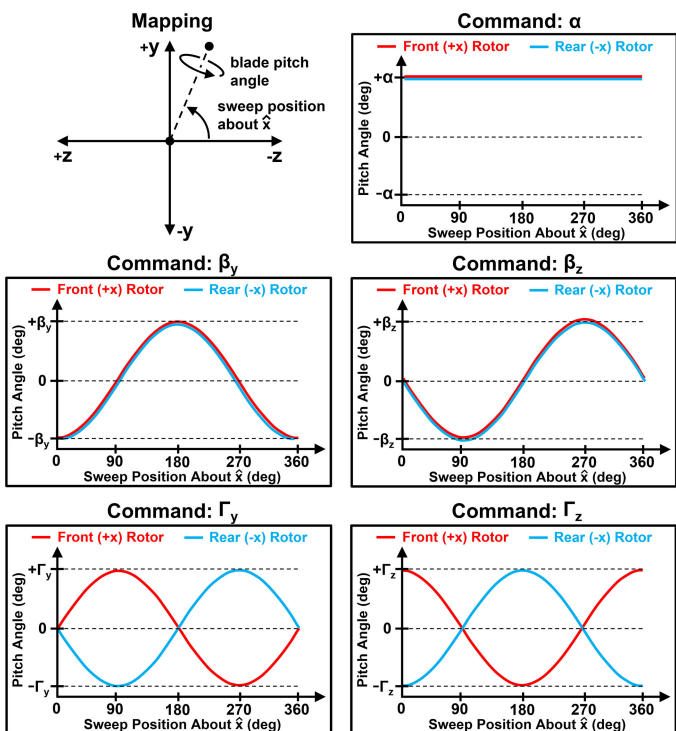 Mapping
+y
blade pitch
angle
sweep position
about x̂
+z
-z
-y
Command: α
Front (+x) Rotor
Rear (-x) Rotor
Pitch Angle (deg)
+α
0
-α
0 90 180 270 360
Sweep Position About x̂ (deg)
Command: βy
Front (+x) Rotor
Rear (-x) Rotor
Pitch Angle (deg)
+βy
0
-βy
0 90 180 270 360
Sweep Position About x̂ (deg)
Command: βz
Front (+x) Rotor
Rear (-x) Rotor
Pitch Angle (deg)
+βz
0
-βz
0 90 180 270 360
Sweep Position About x̂ (deg)
Command: Γy
Front (+x) Rotor
Rear (-x) Rotor
Pitch Angle (deg)
+Γy
0
-Γy
0 90 180 270 360
Sweep Position About x̂ (deg)
Command: Γz
Front (+x) Rotor
Rear (-x) Rotor
Pitch Angle (deg)
+Γz
0
-Γz
0 90 180 270 360
Sweep Position About x̂ (deg)